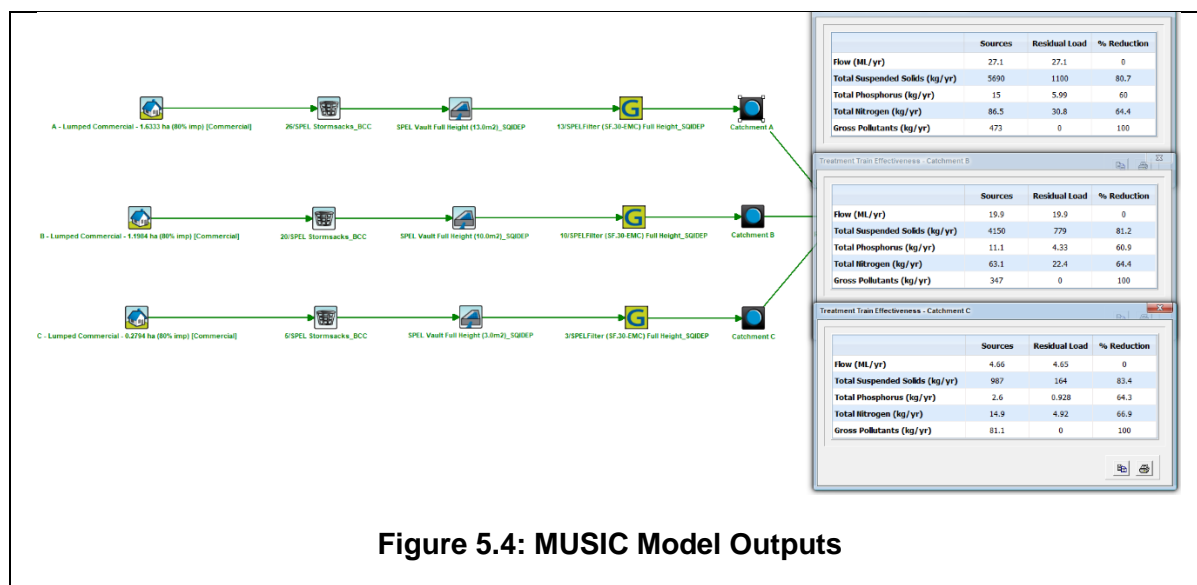 Sources Residual Load % Reduction
Flow (ML/yr) 27.1 27.1 0
Total Suspended Solids (kg/yr) 5690 1100 80.7
Total Phosphorus (kg/yr) 15 5.99 60
Total Nitrogen (kg/yr) 86.5 30.8 64.4
Gross Pollutants (kg/yr) 473 0 100
A - Lumped Commercial - 1.6333 ha (80% imp) [Commercial]
26/SPEL Stormsacks_BCC
SPEL Vault Full Height (13.0m2)_SQIDEP
13/SPELFilter (SF.30-EMC) Full Height_SQIDEP
Catchment A
Treatment Train Effectiveness - Catchment B
Sources Residual Load % Reduction
Flow (ML/yr) 19.9 19.9 0
Total Suspended Solids (kg/yr) 4150 779 81.2
Total Phosphorus (kg/yr) 11.1 4.33 60.9
Total Nitrogen (kg/yr) 63.1 22.4 64.4
Gross Pollutants (kg/yr) 347 0 100
B - Lumped Commercial - 1.1984 ha (80% imp) [Commercial]
20/SPEL Stormsacks_BCC
SPEL Vault Full Height (10.0m2)_SQIDEP
10/SPELFilter (SF.30-EMC) Full Height_SQIDEP
Catchment B
Treatment Train Effectiveness - Catchment C
Sources Residual Load % Reduction
Flow (ML/yr) 4.66 4.65 0
Total Suspended Solids (kg/yr) 987 164 83.4
Total Phosphorus (kg/yr) 2.6 0.928 64.3
Total Nitrogen (kg/yr) 14.9 4.92 66.9
Gross Pollutants (kg/yr) 81.1 0 100
C - Lumped Commercial - 0.2794 ha (80% imp) [Commercial]
6/SPEL Stormsacks_BCC
SPEL Vault Full Height (3.0m2)_SQIDEP
3/SPELFilter (SF.30-EMC) Full Height_SQIDEP
Catchment C
G
G
G
Figure 5.4: MUSIC Model Outputs